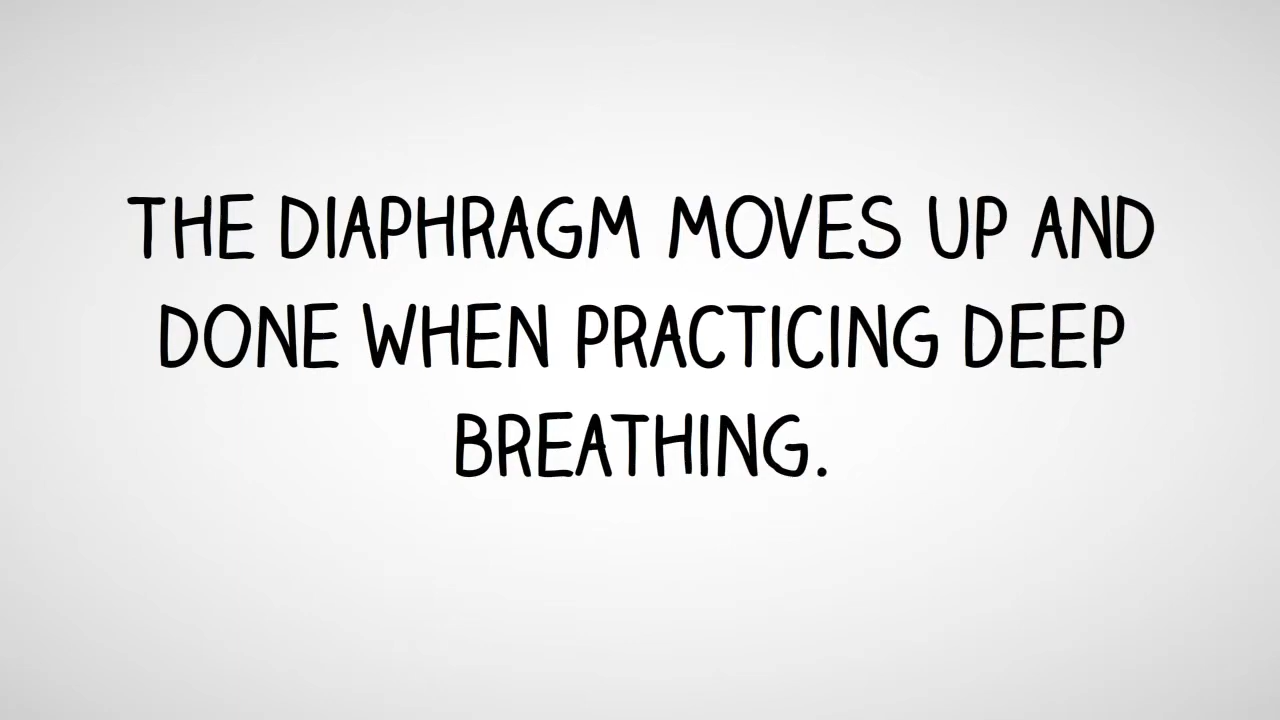 THE DIAPHRAGM MOVES UP AND
DONE WHEN PRACTICING DEEP
BREATHING.